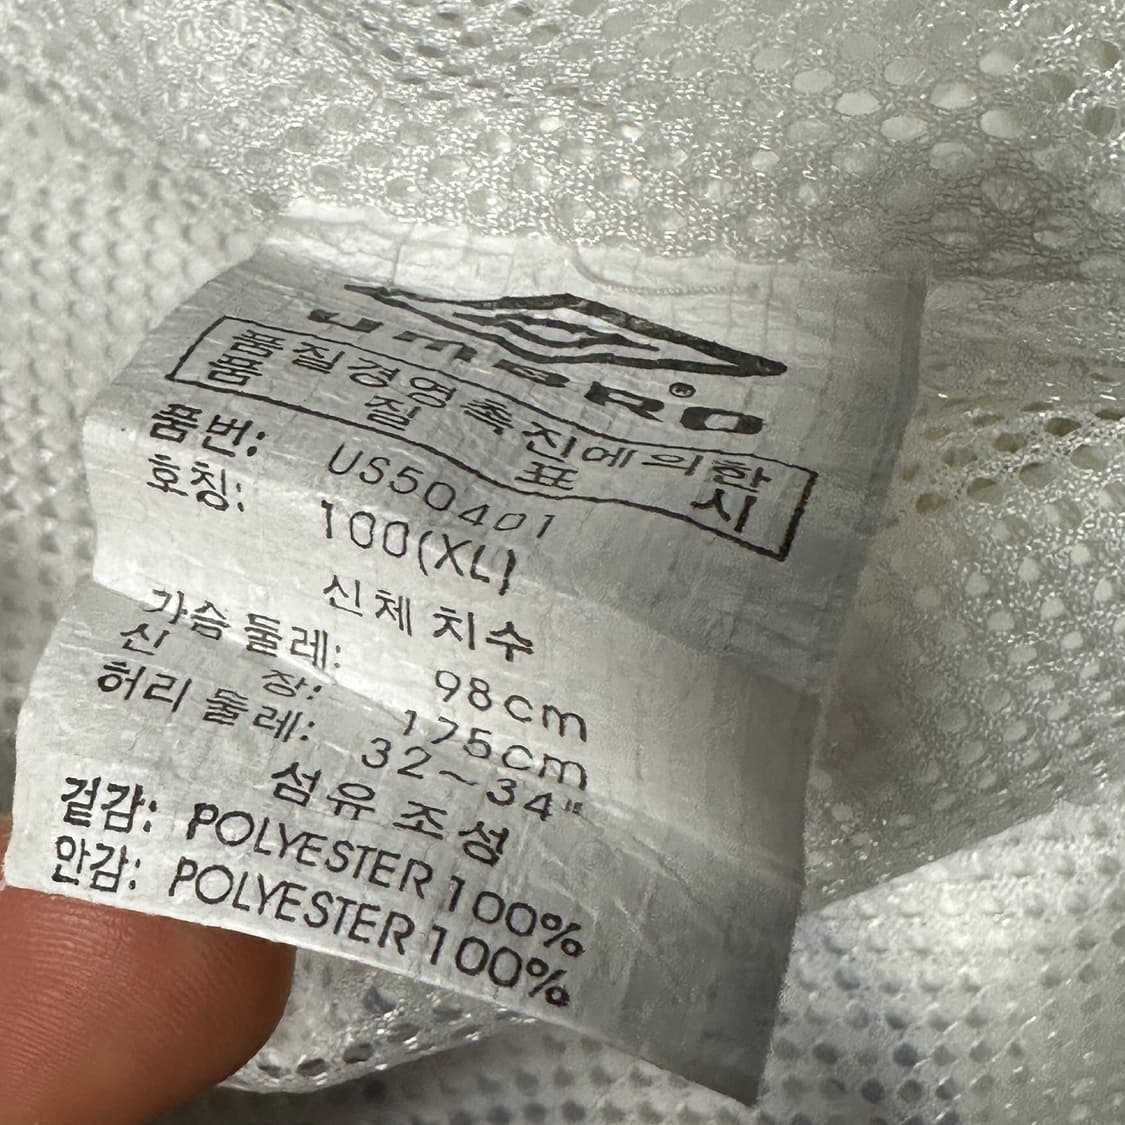 umBRO®
품질경영촉진에의한
품질표시
품번: US50401
호칭: 100(XL)
신체치수
가슴둘레: 98cm
신장: 175cm
허리둘레: 32~34"
섬유조성
겉감: POLYESTER 100%
안감: POLYESTER 100%